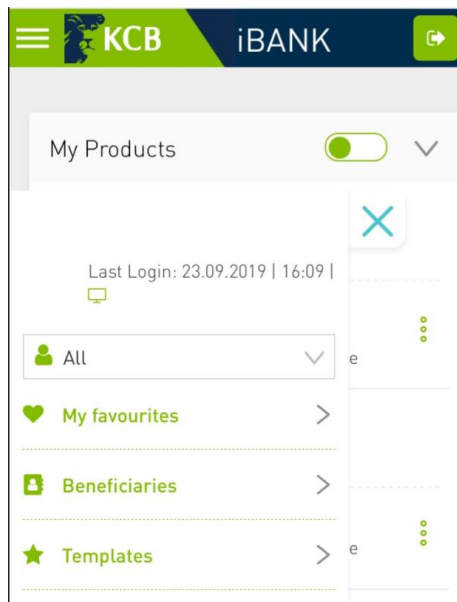 KCB iBANK
My Products
Last Login: 23.09.2019 | 16:09 |
All
e
My favourites
Beneficiaries
e
Templates